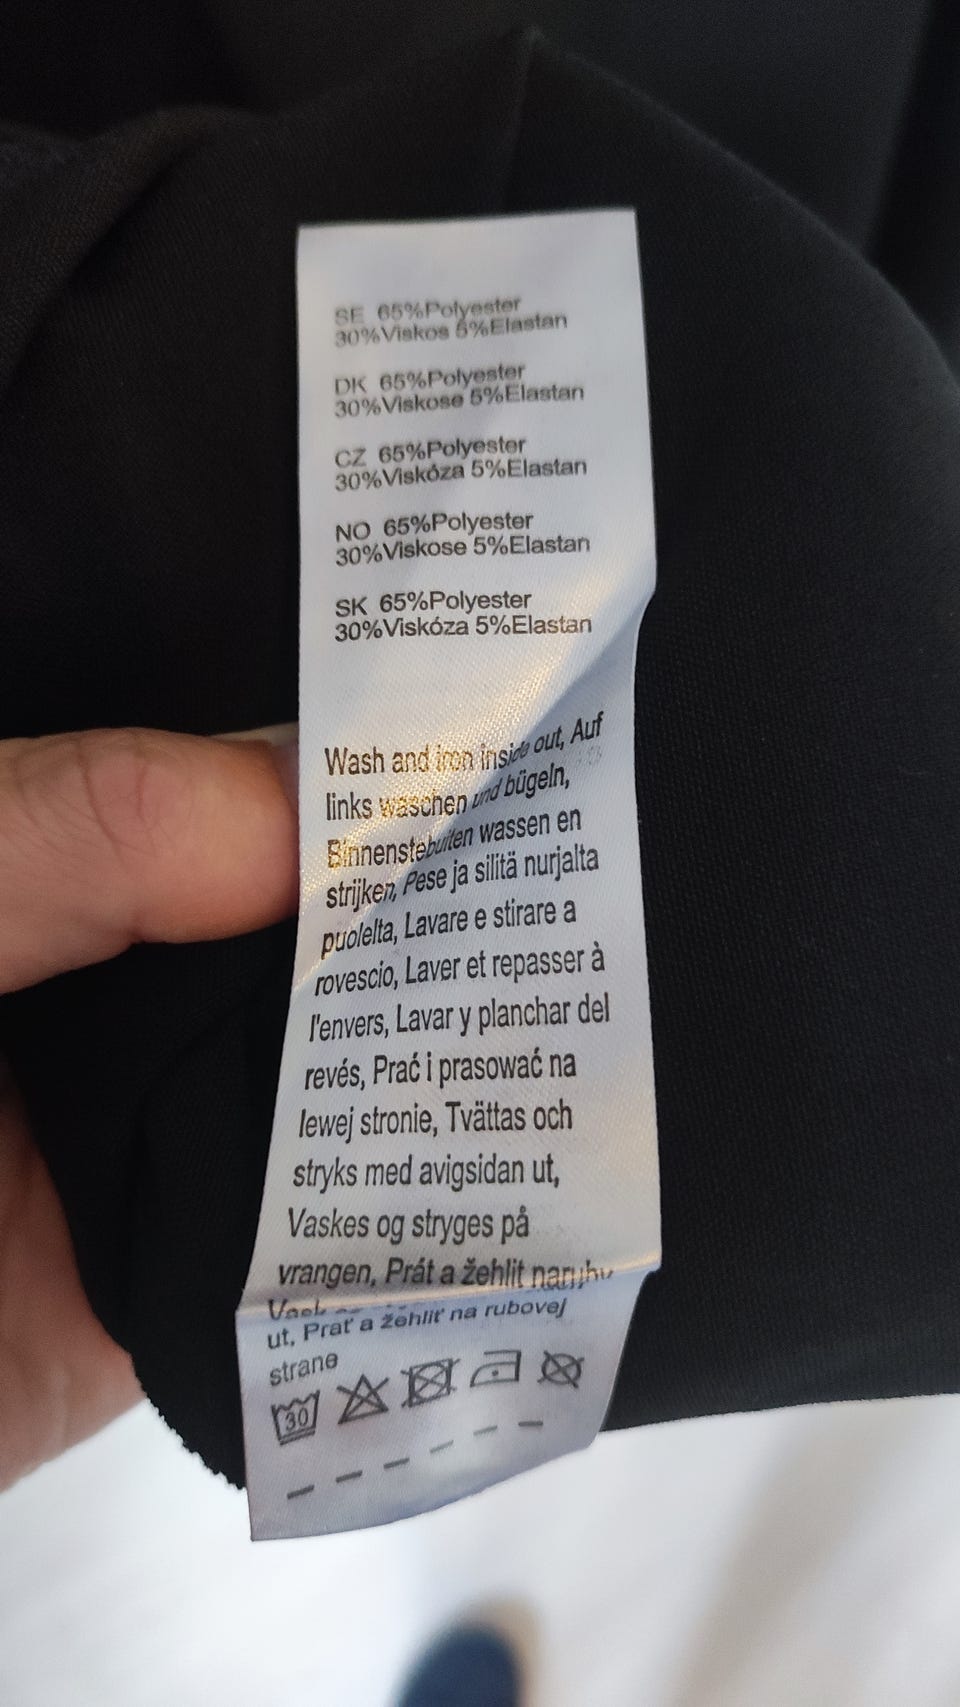 SE 65%Polyester
30%Viskos 5%Elastan
DK 65%Polyester
30%Viskose 5%Elastan
CZ 65%Polyester
30%Viskóza 5%Elastan
NO 65%Polyester
30%Viskose 5%Elastan
SK 65%Polyester
30%Viskóza 5%Elastan
Wash and iron inside out, Auf
links waschen und bügeln,
Binnenstebuiten wassen en
strijken, Pese ja silitä nurjalta
puolelta, Lavare e stirare a
rovescio, Laver et repasser à
l'envers, Lavar y planchar del
revés, Prać i prasować na
lewej stronie, Tvättas och
stryks med avigsidan ut,
Vaskes og stryges på
vrangen, Prát a žehlit naruby
ut, Prať a žehliť na rubovej
strane
30